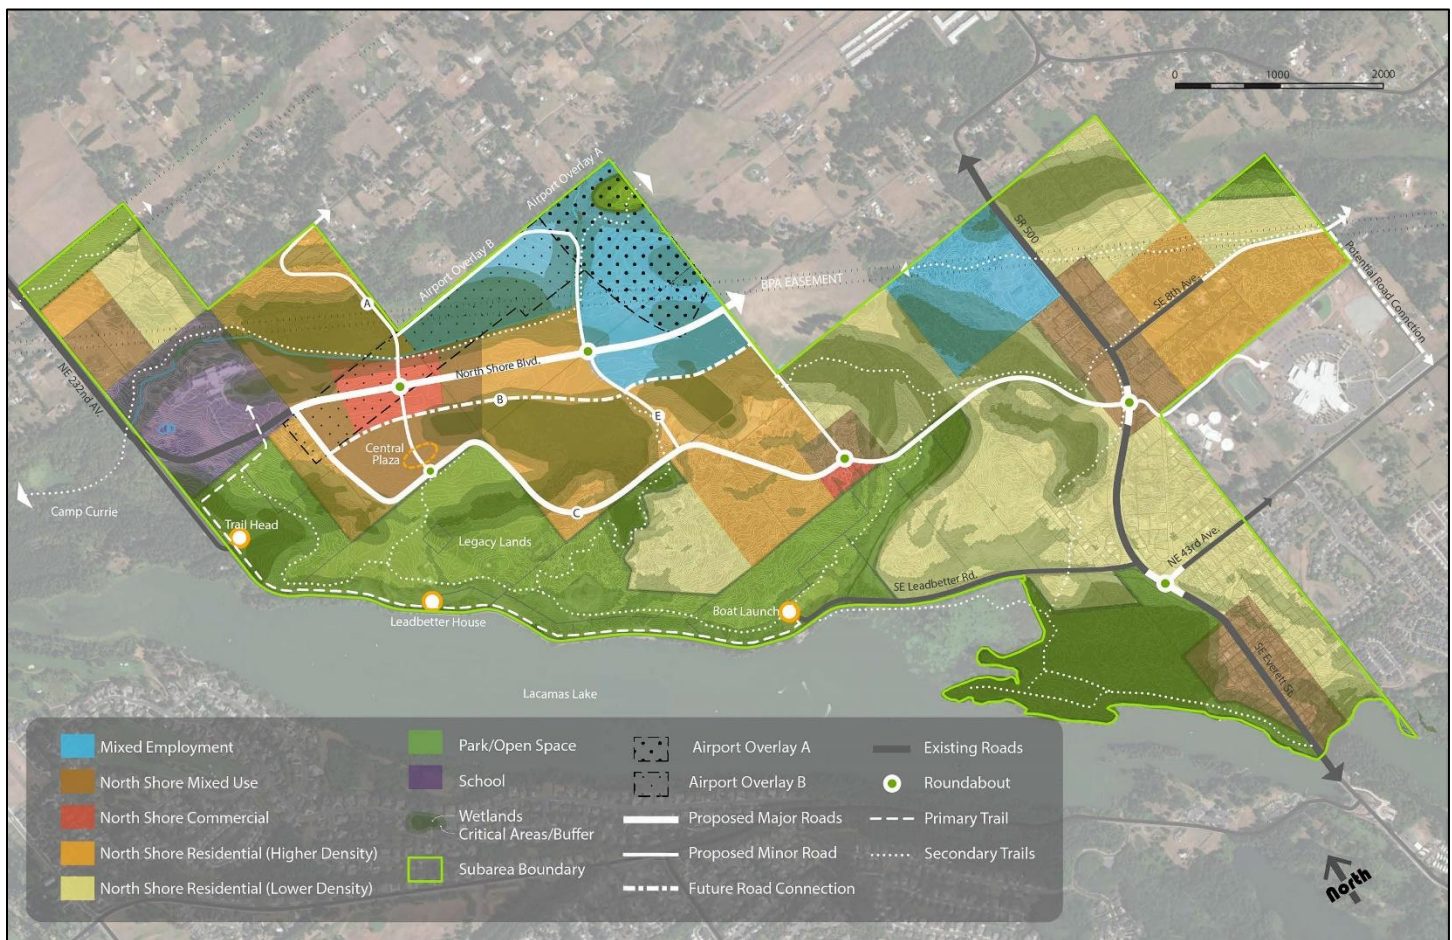 0
1000
2000
Airport Overlay A
Airport Overlay B
SR 500
BPA EASEMENT
SE 8th Ave.
Potential Road Connction
A
North Shore Blvd.
NE 232nd AV.
B
E
Central
Plaza
C
Camp Currie
Trail Head
Legacy Lands
NE 43rd Ave.
SE Leadbetter Rd.
Boat Launch
Leadbetter House
SE Everett St.
Lacamas Lake
Mixed Employment
North Shore Mixed Use
North Shore Commercial
North Shore Residential (Higher Density)
North Shore Residential (Lower Density)
Park/Open Space
School
Wetlands
Critical Areas/Buffer
Subarea Boundary
Airport Overlay A
Airport Overlay B
Proposed Major Roads
Proposed Minor Road
Future Road Connection
Existing Roads
Roundabout
Primary Trail
Secondary Trails
North